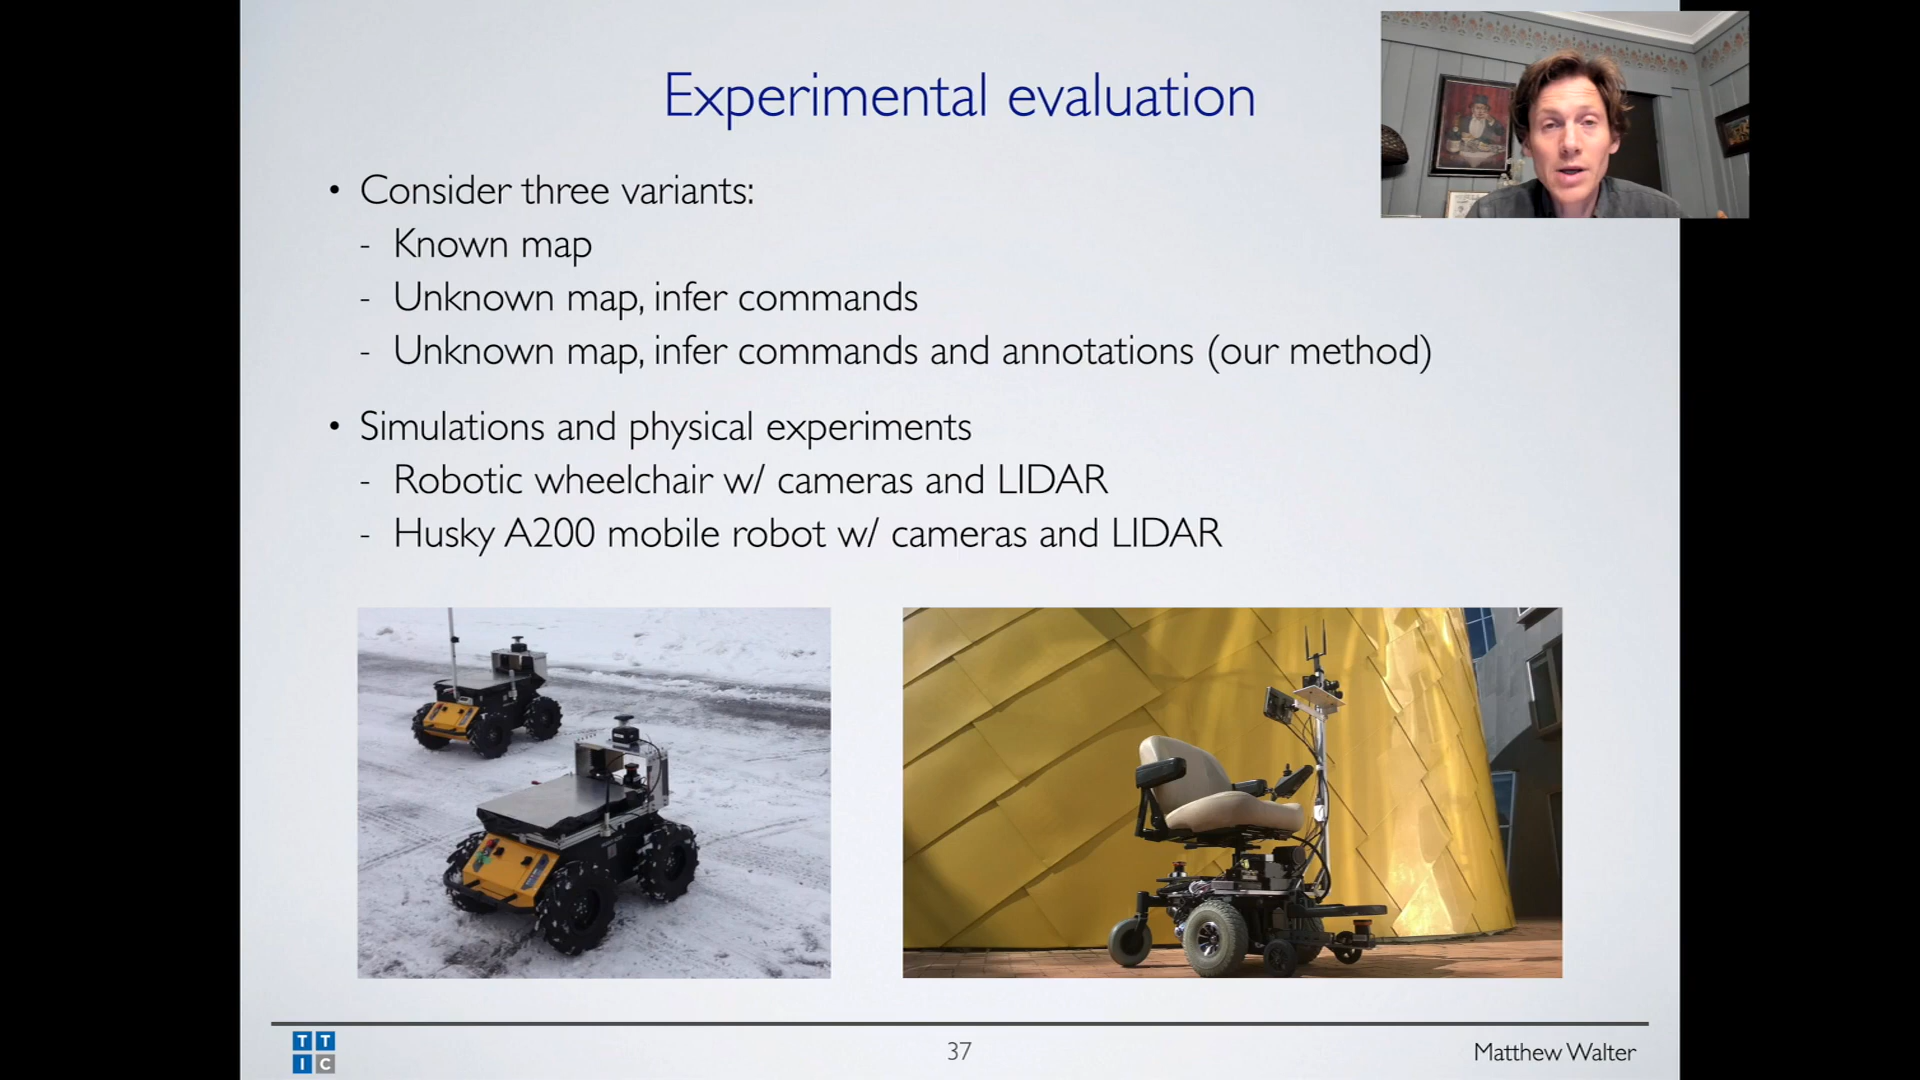 Experimental evaluation
• Consider three variants:
- Known map
- Unknown map, infer commands
- Unknown map, infer commands and annotations (our method)
• Simulations and physical experiments
- Robotic wheelchair w/ cameras and LIDAR
- Husky A200 mobile robot w/ cameras and LIDAR
TTIC
37
Matthew Walter